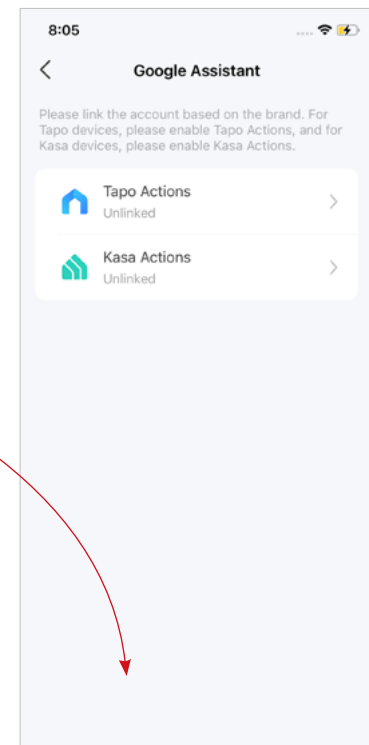 8:05
Google Assistant
Please link the account based on the brand. For
Tapo devices, please enable Tapo Actions, and for
Kasa devices, please enable Kasa Actions.
Tapo Actions
Unlinked
Kasa Actions
Unlinked